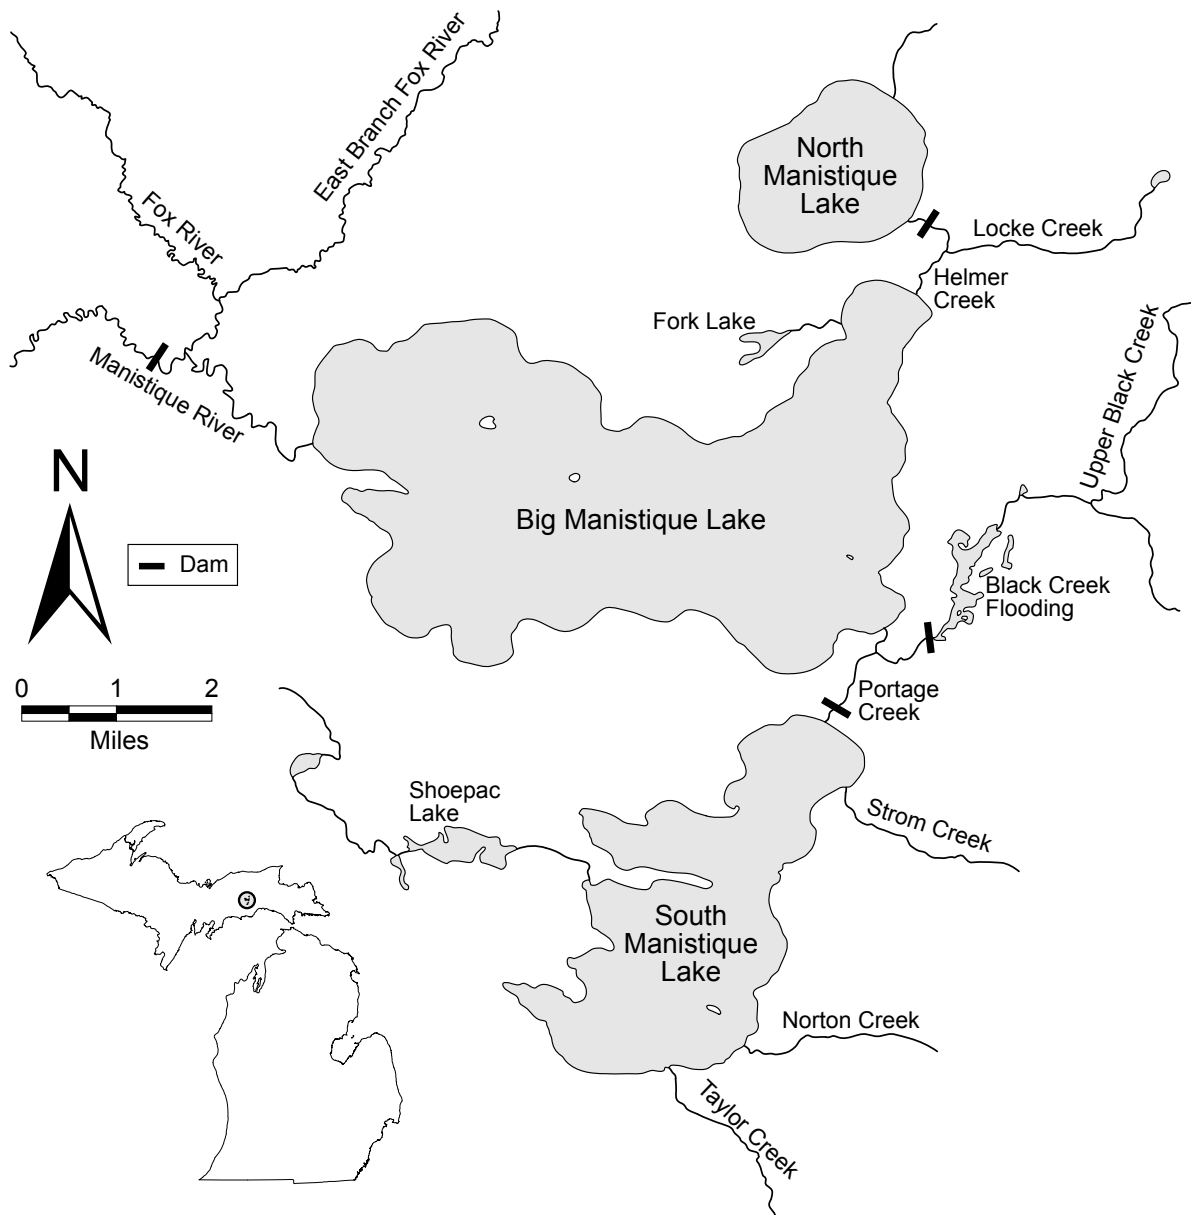 East Branch Fox River
Fox River
North
Manistique
Lake
Locke Creek
Helmer
Creek
Fork Lake
Manistique River
Upper Black Creek
N
Dam
Big Manistique Lake
Black Creek
Flooding
0 1 2
Miles
Portage
Creek
Shoepac
Lake
Strom Creek
South
Manistique
Lake
Norton Creek
Taylor Creek